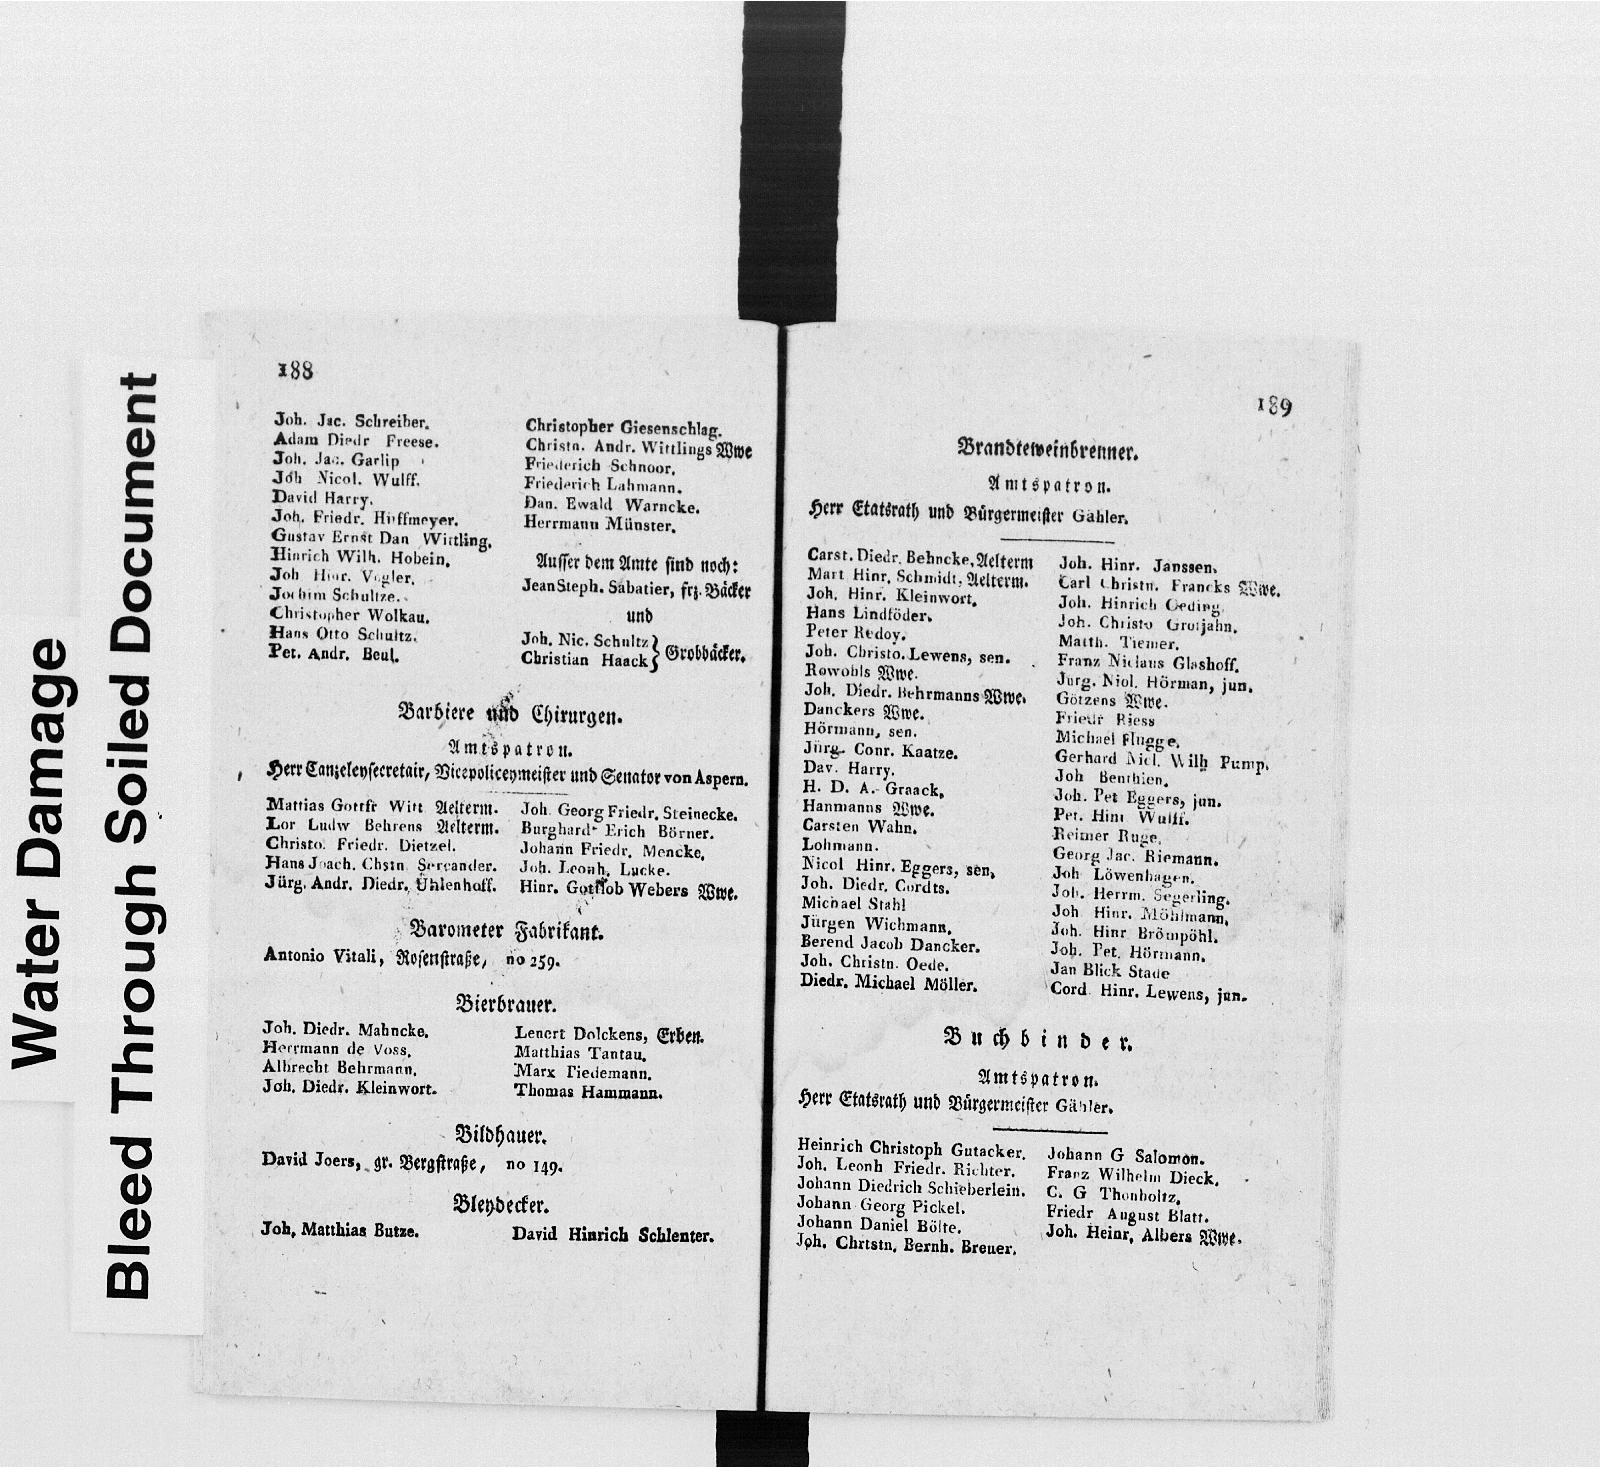 Water Damage
Bleed Through Soiled Document
188
Joh. Jac. Schreiber.
Adam Diedr Freese.
Joh. Jac. Garlip
Joh Nicol. Wulff.
David Harry.
Joh. Friedr. Hüffmeyer.
Gustav Ernst Dan Wittling.
Hinrich Wilh. Hobein.
Joh Hinr. Vogler.
Jochim Schultze.
Christopher Wolkau.
Hans Otto Schultz.
Pet. Andr. Beul.
Christopher Giesenschlag.
Christn. Andr. Wittlings Wwe
Friederich Schnoor.
Friederich Lahmann.
Dan. Ewald Warncke.
Herrmann Münster.
Ausser dem Amte sind noch:
Jean Steph. Sabatier, frz. Bäcker
und
Joh. Nic. Schultz
Christian Haack } Grobbäcker.
Barbiere und Chirurgen.
Amtspatron.
Herr Canzeleysecretair, Vicepoliceymeister und Senator von Aspern.
Mattias Gottfr Witt Aelterm.
Lor Ludw Behrens Aelterm.
Christo. Friedr. Dietzel.
Hans Joach. Chstn. Sercander.
Jürg. Andr. Diedr. Uhlenhoff.
Joh. Georg Friedr. Steinecke.
Burghard Erich Börner.
Johann Friedr. Mencke.
Joh. Leonh. Lucke.
Hinr. Gottlob Webers Wwe.
Barometer Fabrikant.
Antonio Vitali, Rosenstraße, no 259.
Bierbrauer.
Joh. Diedr. Mahncke.
Herrmann de Voss.
Albrecht Behrmann.
Joh. Diedr. Kleinwort.
Lenert Dolckens, Erben.
Matthias Tantau.
Marx Tiedemann.
Thomas Hammann.
Bildhauer.
David Joers, gr. Bergstraße, no 149.
Bleydecker.
Joh. Matthias Butze.
David Hinrich Schlenter.
189
Brandteweinbrenner.
Amtspatron.
Herr Etatsrath und Bürgermeister Gähler.
Carst. Diedr. Behncke, Aelterm
Mart Hinr. Schmidt, Aelterm.
Joh. Hinr. Kleinwort.
Hans Lindföder.
Peter Redoy.
Joh. Christo. Lewens, sen.
Rowohls Wwe.
Joh. Diedr. Behrmanns Wwe.
Danckers Wwe.
Hörmann, sen.
Jürg. Conr. Kaatze.
Dav. Harry.
H. D. A. Graack,
Hanmanns Wwe.
Carsten Wahn.
Lohmann.
Nicol Hinr. Eggers, sen,
Joh. Diedr. Cordts.
Michael Stahl
Jürgen Wichmann.
Berend Jacob Dancker.
Joh. Christn. Oede.
Diedr. Michael Möller.
Joh. Hinr. Janssen.
Carl Christn. Francks Wwe.
Joh. Hinrich Oeding.
Joh. Christo Grotjahn.
Matth. Tiemer.
Franz Niclaus Glashoff.
Jürg. Niol. Hörman, jun.
Götzens Wwe.
Friedr Riess
Michael Flugge.
Gerhard Nicl. Wilh Pump.
Joh Benthien.
Joh. Pet Eggers, jun.
Pet. Hinr Wulff.
Reimer Ruge.
Georg Jac. Riemann.
Joh Löwenhagen.
Joh. Herrm. Segerling.
Joh Hinr. Möhlmann.
Joh. Hinr Brömpöhl.
Joh. Pet. Hörmann.
Jan Blick Stade
Cord Hinr. Lewens, jun.
Buchbinder.
Amtspatron.
Herr Etatsrath und Bürgermeister Gähler.
Heinrich Christoph Gutacker.
Joh. Leonh Friedr. Richter.
Johann Diedrich Schieberlein.
Johann Georg Pickel.
Johann Daniel Bölte.
Joh. Chrtstn. Bernh. Breuer.
Johann G Salomon.
Franz Wilhelm Dieck.
C. G Thonboltz.
Friedr August Blatt.
Joh. Heinr, Albers Wwe.